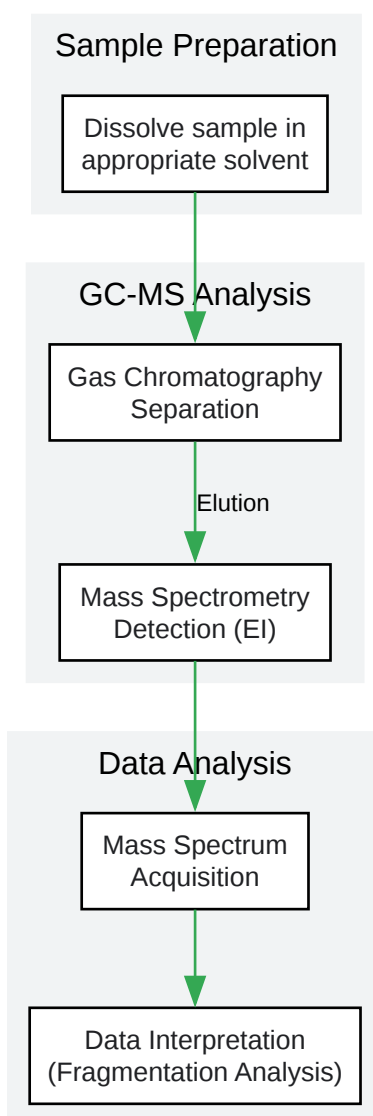 Sample Preparation
Dissolve sample in
appropriate solvent
GC-MS Analysis
Gas Chromatography
Separation
Elution
Mass Spectrometry
Detection (EI)
Data Analysis
Mass Spectrum
Acquisition
Data Interpretation
(Fragmentation Analysis)